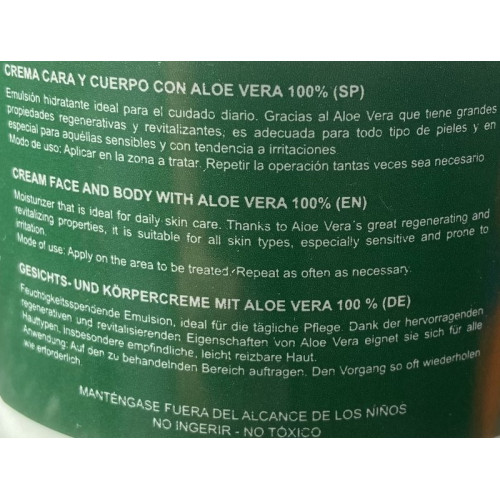 CREMA CARA Y CUERPO CON ALOE VERA 100% (SP)
Emulsión hidratante ideal para el cuidado diario. Gracias al Aloe Vera que tiene grandes
propiedades regenerativas y revitalizantes; es adecuada para todo tipo de pieles y en
especial para aquéllas sensibles y con tendencia a irritaciones
Modo de uso: Aplicar en la zona a tratar. Repetir la operación tantas veces sea necesario
CREAM FACE AND BODY WITH ALOE VERA 100% (EN)
Moisturizer that is ideal for daily skin care. Thanks to Aloe Vera's great regenerating and
revitalizing properties, it is suitable for all skin types, especially sensitive and prone to
irritation.
Mode of use: Apply on the area to be treated. Repeat as often as necessary.
GESICHTS- UND KÖRPERCREME MIT ALOE VERA 100 % (DE)
Feuchtigkeitsspendende Emulsion, ideal für die tägliche Pflege. Dank der hervorragenden
regenerativen und revitalisierenden Eigenschaften von Aloe Vera eignet sie sich für alle
Hauttypen, insbesondere empfindliche, leicht reizbare Haut.
Anwendung: Auf den zu behandelnden Bereich auftragen. Den Vorgang so oft wiederholen
wie erforderlich.
MANTÉNGASE FUERA DEL ALCANCE DE LOS NIÑOS
NO INGERIR - NO TÓXICO